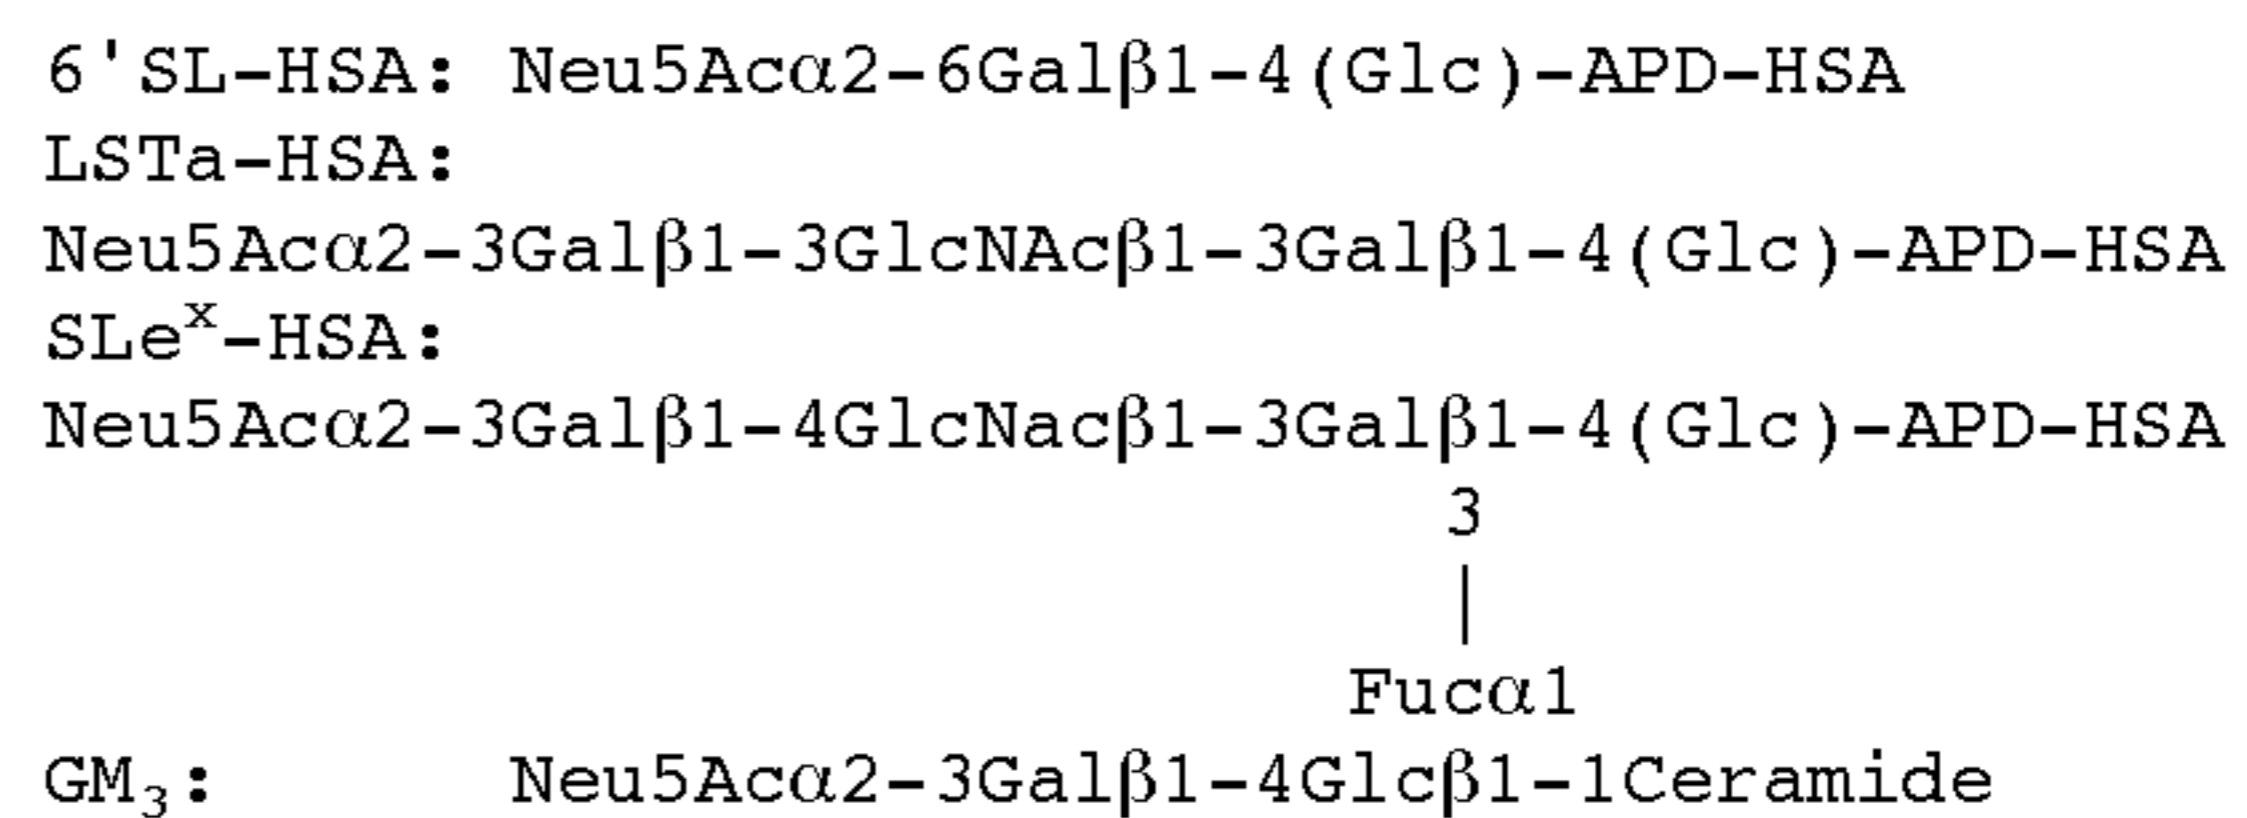 6'SL-HSA: Neu5Acα2-6Galβ1-4(Glc)-APD-HSA
LSTa-HSA:
Neu5Acα2-3Galβ1-3GlcNAcβ1-3Galβ1-4(Glc)-APD-HSA
SLeˣ-HSA:
Neu5Acα2-3Galβ1-4GlcNacβ1-3Galβ1-4(Glc)-APD-HSA
3
|
Fucα1
GM₃: Neu5Acα2-3Galβ1-4Glcβ1-1Ceramide